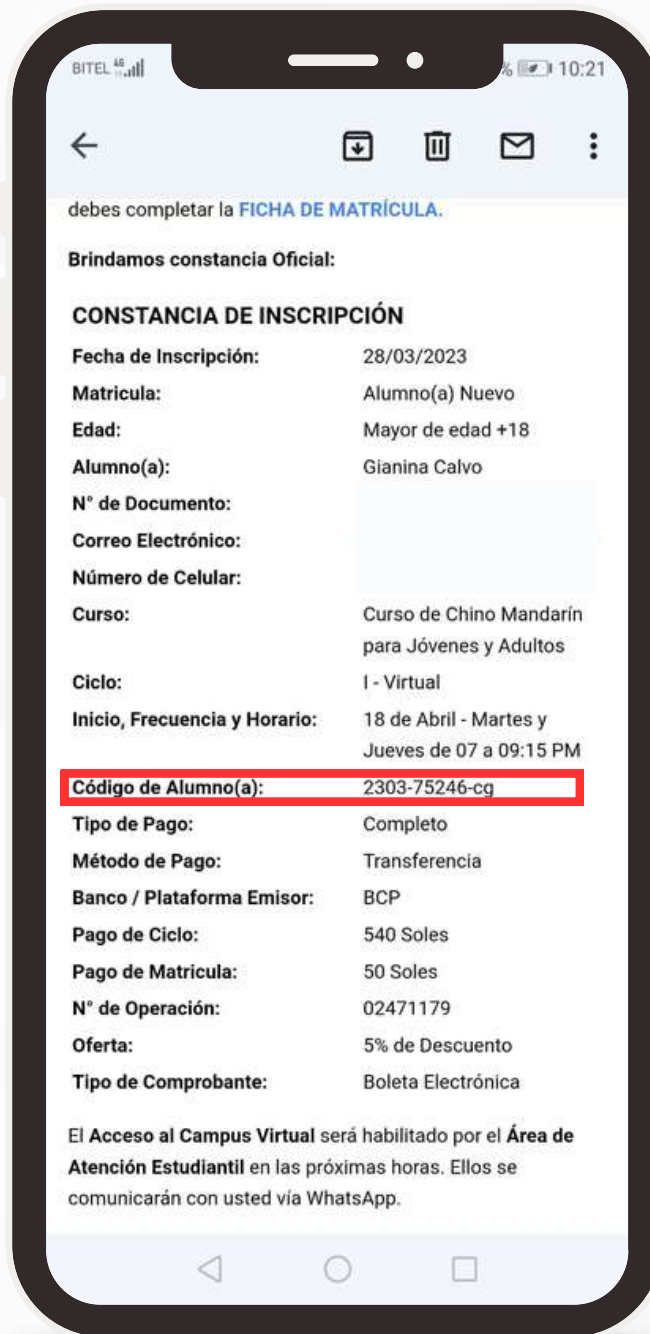 BITEL 4G % 10:21
debes completar la FICHA DE MATRÍCULA.
Brindamos constancia Oficial:
CONSTANCIA DE INSCRIPCIÓN
Fecha de Inscripción: 28/03/2023
Matricula: Alumno(a) Nuevo
Edad: Mayor de edad +18
Alumno(a): Gianina Calvo
N° de Documento:
Correo Electrónico:
Número de Celular:
Curso: Curso de Chino Mandarín
para Jóvenes y Adultos
Ciclo: I - Virtual
Inicio, Frecuencia y Horario: 18 de Abril - Martes y
Jueves de 07 a 09:15 PM
Código de Alumno(a): 2303-75246-cg
Tipo de Pago: Completo
Método de Pago: Transferencia
Banco / Plataforma Emisor: BCP
Pago de Ciclo: 540 Soles
Pago de Matricula: 50 Soles
N° de Operación: 02471179
Oferta: 5% de Descuento
Tipo de Comprobante: Boleta Electrónica
El Acceso al Campus Virtual será habilitado por el Área de
Atención Estudiantil en las próximas horas. Ellos se
comunicarán con usted vía WhatsApp.